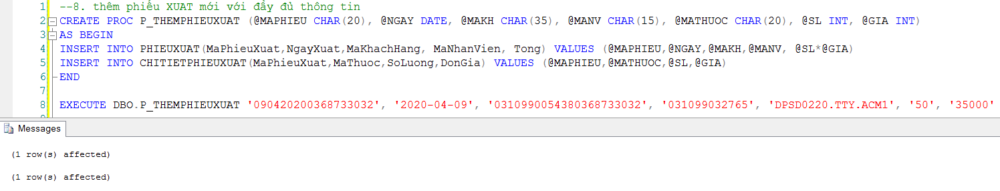 1 --8. thêm phiếu XUAT mới với đầy đủ thông tin
2 CREATE PROC P_THEMPHIEUXUAT (@MAPHIEU CHAR(20), @NGAY DATE, @MAKH CHAR(35), @MANV CHAR(15), @MATHUOC CHAR(20), @SL INT, @GIA INT)
3 AS BEGIN
4 INSERT INTO PHIEUXUAT(MaPhieuXuat,NgayXuat,MaKhachHang, MaNhanVien, Tong) VALUES (@MAPHIEU,@NGAY,@MAKH,@MANV, @SL*@GIA)
5 INSERT INTO CHITIETPHIEUXUAT(MaPhieuXuat,MaThuoc,SoLuong,DonGia) VALUES (@MAPHIEU,@MATHUOC,@SL,@GIA)
6 END
7
8 EXECUTE DBO.P_THEMPHIEUXUAT '090420200368733032', '2020-04-09', '0310990054380368733032', '031099032765', 'DPSD0220.TTY.ACM1', '50', '35000'
Messages
(1 row(s) affected)
(1 row(s) affected)